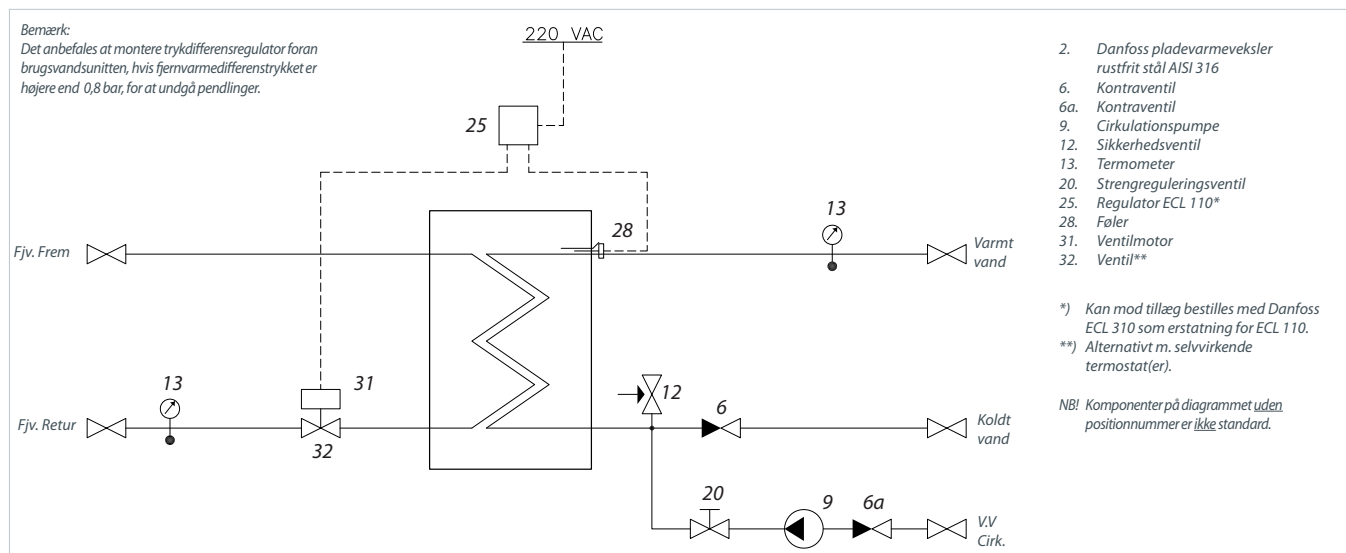 Bemærk:
Det anbefales at montere trykdifferensregulator foran
brugsvandsunitten, hvis fjernvarmedifferenstrykket er
højere end 0,8 bar, for at undgå pendlinger.
220 VAC
25
28
13
Fjv. Frem
Varmt
vand
13
31
32
12
6
Fjv. Retur
Koldt
vand
20
9
6a
V.V
Cirk.
2. Danfoss pladevarmeveksler
rustfrit stål AISI 316
6. Kontraventil
6a. Kontraventil
9. Cirkulationspumpe
12. Sikkerhedsventil
13. Termometer
20. Strengreguleringsventil
25. Regulator ECL 110*
28. Føler
31. Ventilmotor
32. Ventil**
*) Kan mod tillæg bestilles med Danfoss
ECL 310 som erstatning for ECL 110.
**) Alternativt m. selvvirkende
termostat(er).
NB! Komponenter på diagrammet uden
positionnummer er ikke standard.